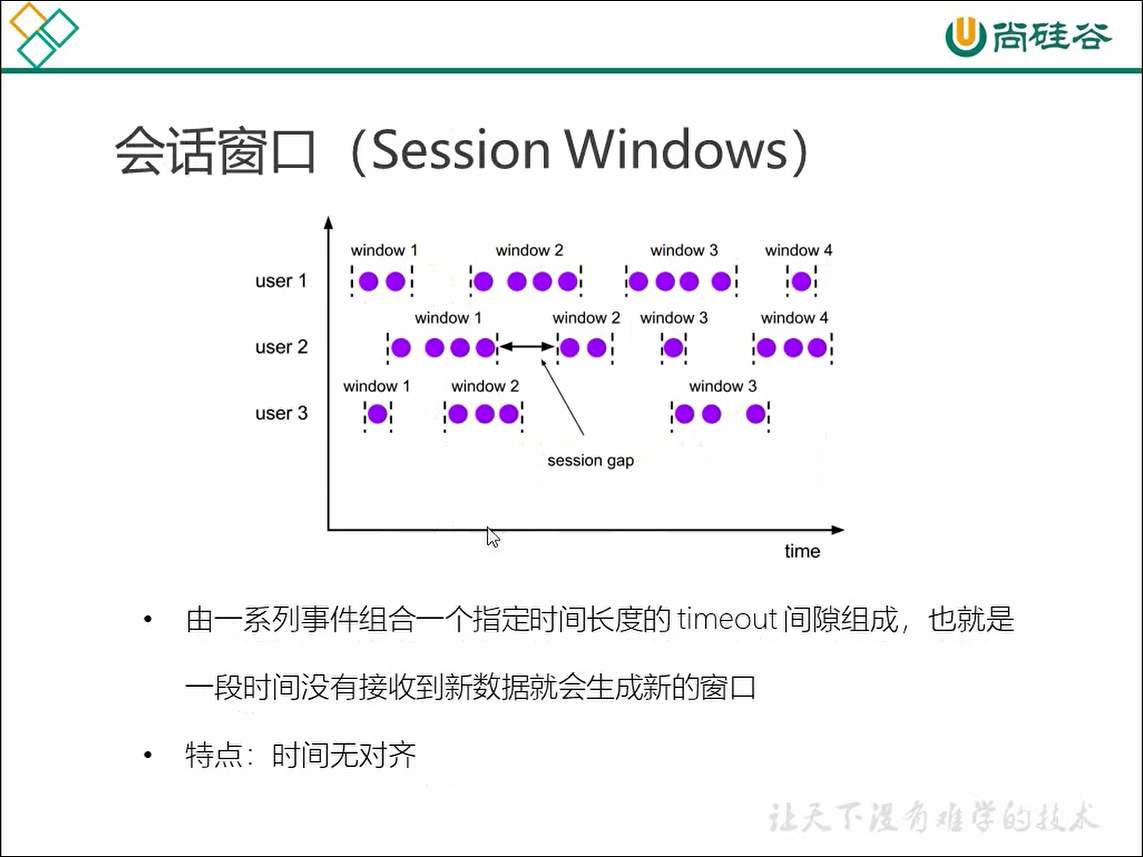 尚硅谷
会话窗口（Session Windows）
window 1 window 2 window 3 window 4
user 1
window 1 window 2 window 3 window 4
user 2
window 1 window 2 window 3
user 3
session gap
time
• 由一系列事件组合一个指定时间长度的 timeout 间隙组成，也就是
一段时间没有接收到新数据就会生成新的窗口
• 特点：时间无对齐
让天下没有难学的技术